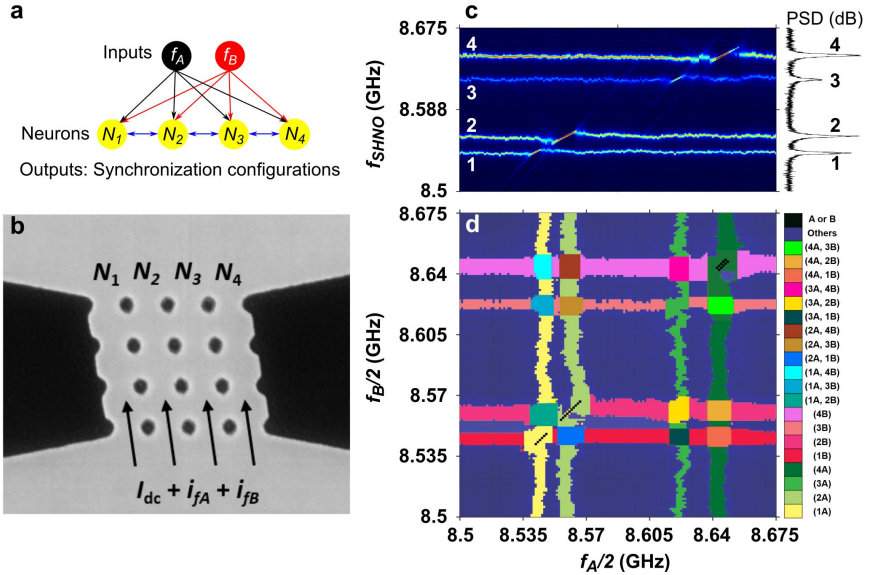 a
Inputs
f_A
f_B
Neurons
N_1
N_2
N_3
N_4
Outputs: Synchronization configurations
b
N_1 N_2 N_3 N_4
I_dc + i_fA + i_fB
c
PSD (dB)
f_SHNO (GHz)
8.675
8.588
8.5
4
3
2
1
4
3
2
1
d
f_B/2 (GHz)
8.675
8.64
8.605
8.57
8.535
8.5
8.5 8.535 8.57 8.605 8.64 8.675
f_A/2 (GHz)
A or B
Others
(4A, 3B)
(4A, 2B)
(4A, 1B)
(3A, 4B)
(3A, 2B)
(3A, 1B)
(2A, 4B)
(2A, 3B)
(2A, 1B)
(1A, 4B)
(1A, 3B)
(1A, 2B)
(4B)
(3B)
(2B)
(1B)
(4A)
(3A)
(2A)
(1A)